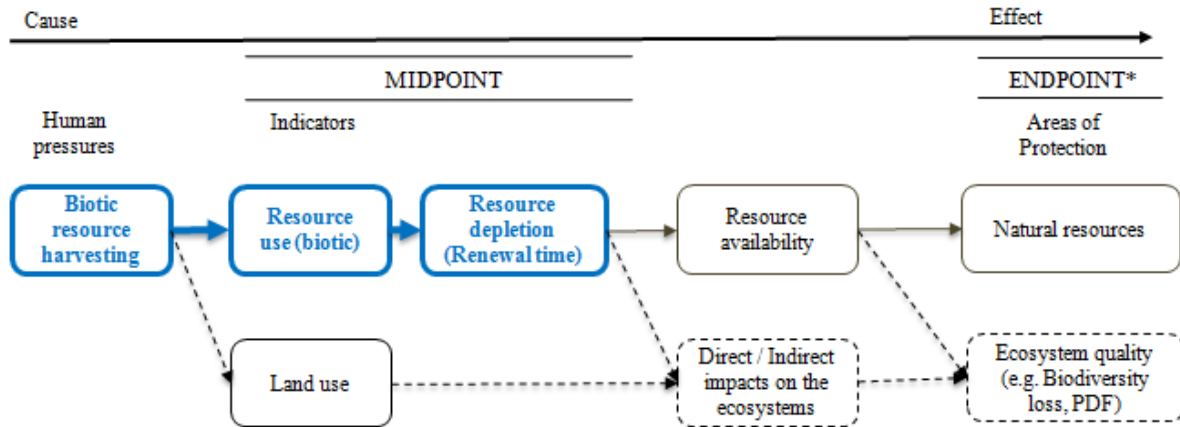 Cause
Effect
MIDPOINT
ENDPOINT*
Human
pressures
Indicators
Areas of
Protection
Biotic
resource
harvesting
Resource
use (biotic)
Resource
depletion
(Renewal time)
Resource
availability
Natural resources
Land use
Direct / Indirect
impacts on the
ecosystems
Ecosystem quality
(e.g. Biodiversity
loss, PDF)